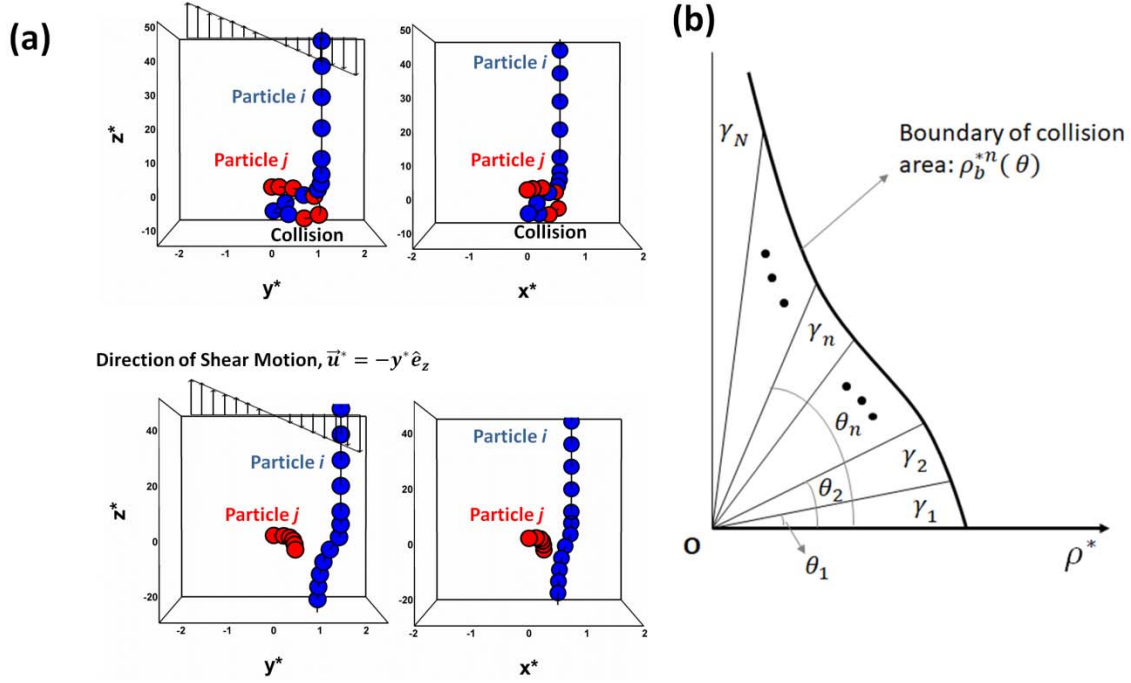 (a)
50
40
30
20
10
0
-10
z*
Particle i
Particle j
Collision
-2 -1 0 1 2
y*
50
40
30
20
10
0
-10
Particle i
Particle j
Collision
-2 -1 0 1 2
x*
Direction of Shear Motion, u⃗* = −y* ê_z
40
20
0
-20
z*
Particle i
Particle j
-2 -1 0 1 2
y*
40
20
0
-20
Particle i
Particle j
-2 -1 0 1 2
x*
(b)
γ_N
Boundary of collision
area: ρ_b^{*n}(θ)
γ_n
θ_n
γ_2
θ_2
γ_1
O
θ_1
ρ*